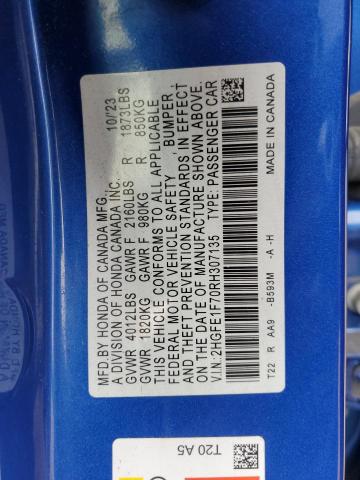 MFD.BY HONDA OF CANADA MFG. 10/'23
A DIVISION OF HONDA CANADA INC.
GVWR 4012LBS GAWR F 2160LBS R 1873LBS
GVWR 1820KG GAWR F 980KG R 850KG
THIS VEHICLE CONFORMS TO ALL APPLICABLE
FEDERAL MOTOR VEHICLE SAFETY, BUMPER,
AND THEFT PREVENTION STANDARDS IN EFFECT
ON THE DATE OF MANUFACTURE SHOWN ABOVE.
V.I.N.:2HGFE1F70RH307135 TYPE: PASSENGER CAR
T22 R AA9 -B593M -A -H MADE IN CANADA
T20 A5